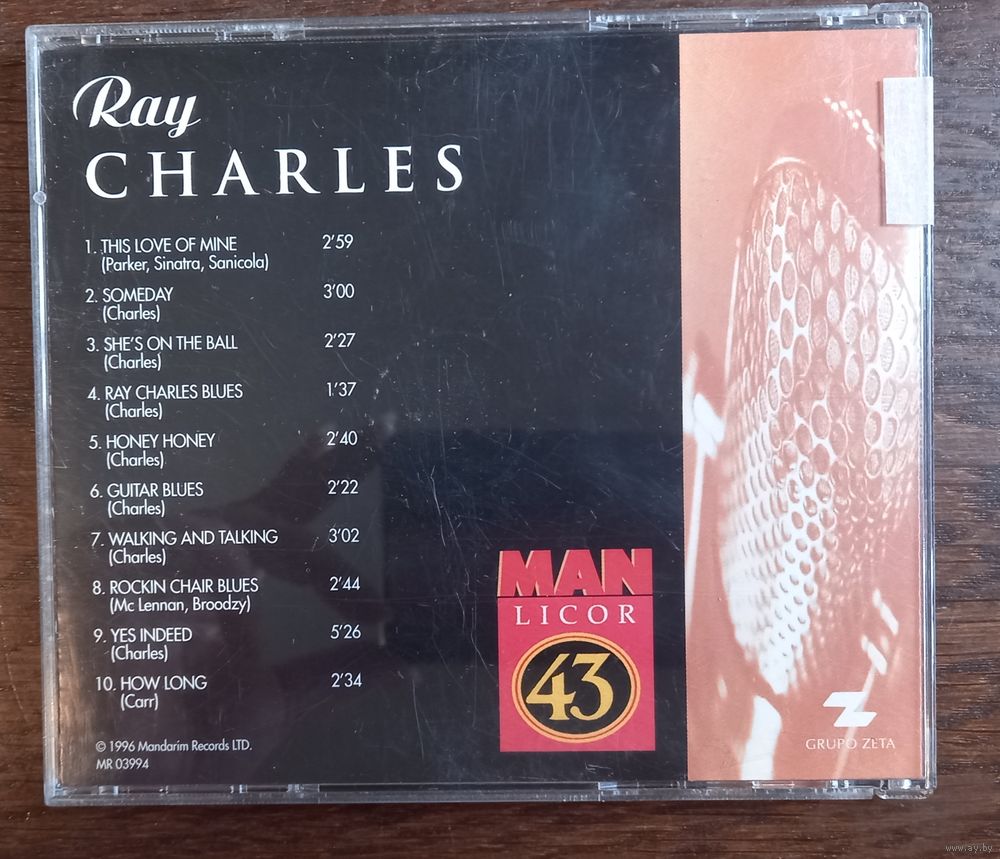 Ray
CHARLES
1. THIS LOVE OF MINE 2'59
(Parker, Sinatra, Sanicola)
2. SOMEDAY 3'00
(Charles)
3. SHE'S ON THE BALL 2'27
(Charles)
4. RAY CHARLES BLUES 1'37
(Charles)
5. HONEY HONEY 2'40
(Charles)
6. GUITAR BLUES 2'22
(Charles)
7. WALKING AND TALKING 3'02
(Charles)
8. ROCKIN CHAIR BLUES 2'44
(Mc Lennan, Broodzy)
9. YES INDEED 5'26
(Charles)
10. HOW LONG 2'34
(Carr)
© 1996 Mandarim Records LTD.
MR 03994
MAN
LICOR
43
GRUPO ZETA
www.ay.by